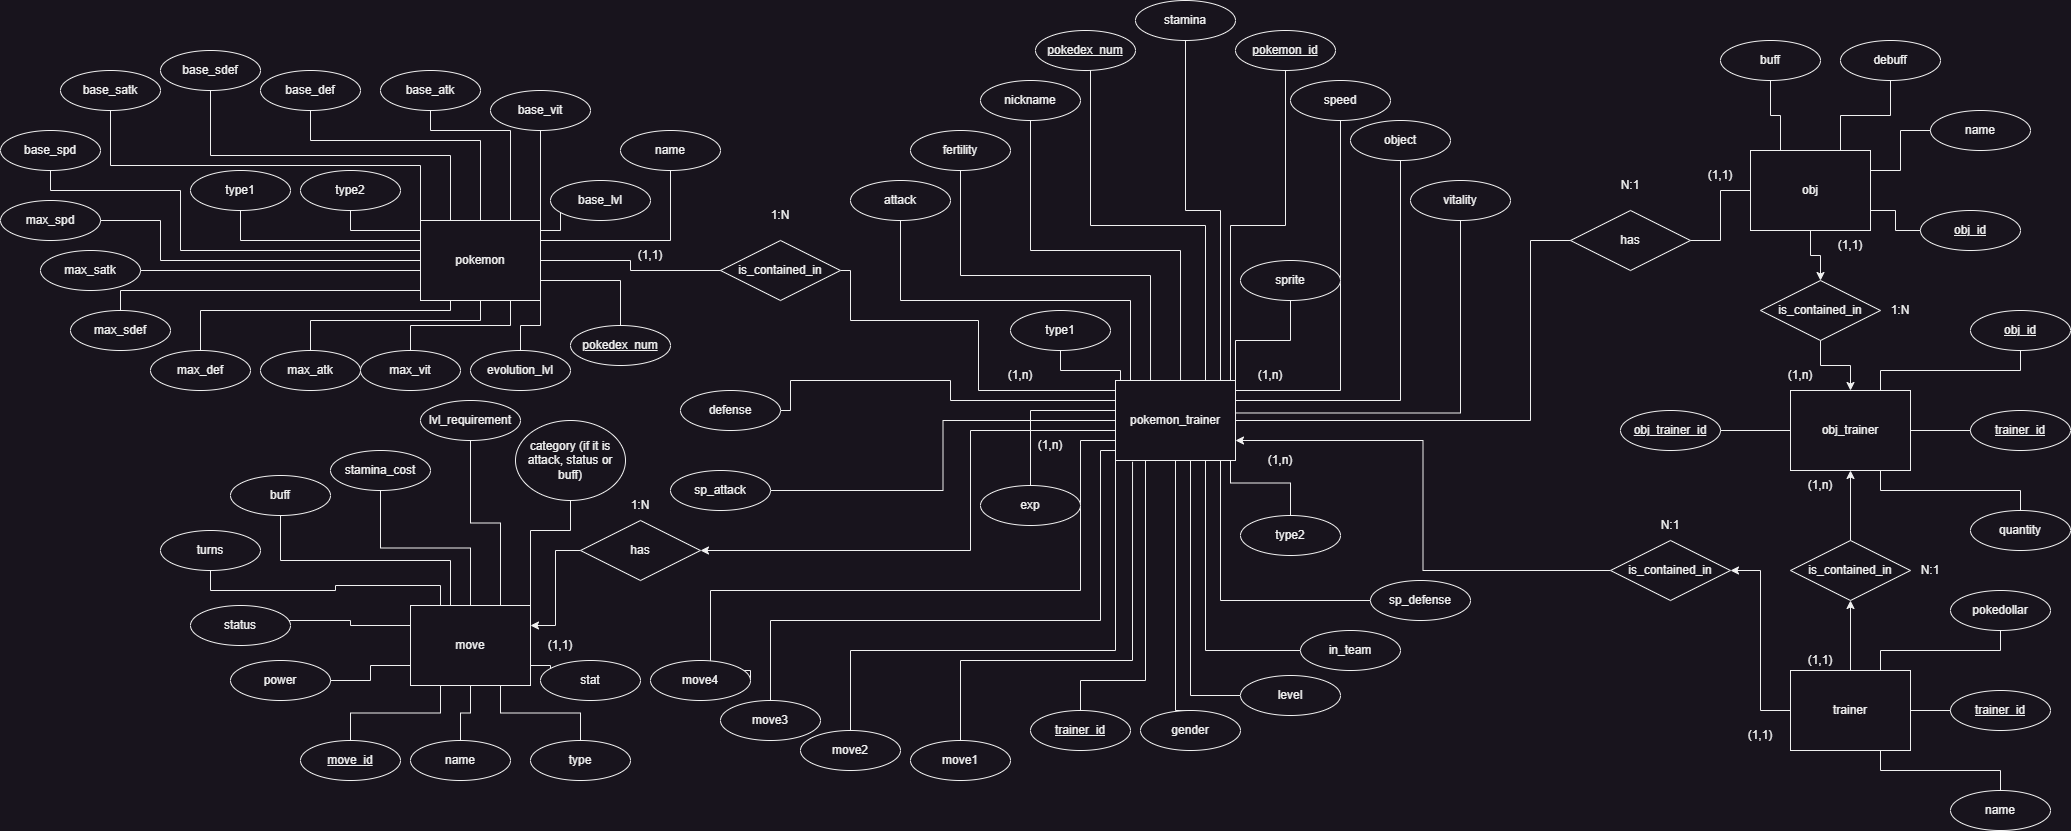 stamina
pokedex_num
pokemon_id
buff
debuff
base_sdef
base_satk
base_def
base_atk
base_vit
nickname
speed
name
object
base_spd
name
fertility
type1
type2
base_lvl
attack
vitality
N:1
(1,1)
obj
max_spd
1:N
has
obj_id
(1,1)
pokemon
(1,1)
max_satk
is_contained_in
sprite
is_contained_in
1:N
max_sdef
pokedex_num
type1
obj_id
max_def
max_atk
max_vit
evolution_lvl
(1,n)
(1,n)
(1,n)
defense
lvl_requirement
pokemon_trainer
obj_trainer_id
obj_trainer
trainer_id
category (if it is
attack, status or
buff)
(1,n)
(1,n)
stamina_cost
sp_attack
(1,n)
buff
1:N
exp
N:1
quantity
type2
turns
has
is_contained_in
is_contained_in
N:1
sp_defense
pokedollar
status
move
(1,1)
in_team
(1,1)
power
stat
move4
level
trainer
trainer_id
move3
trainer_id
gender
(1,1)
move2
move_id
name
type
move1
name